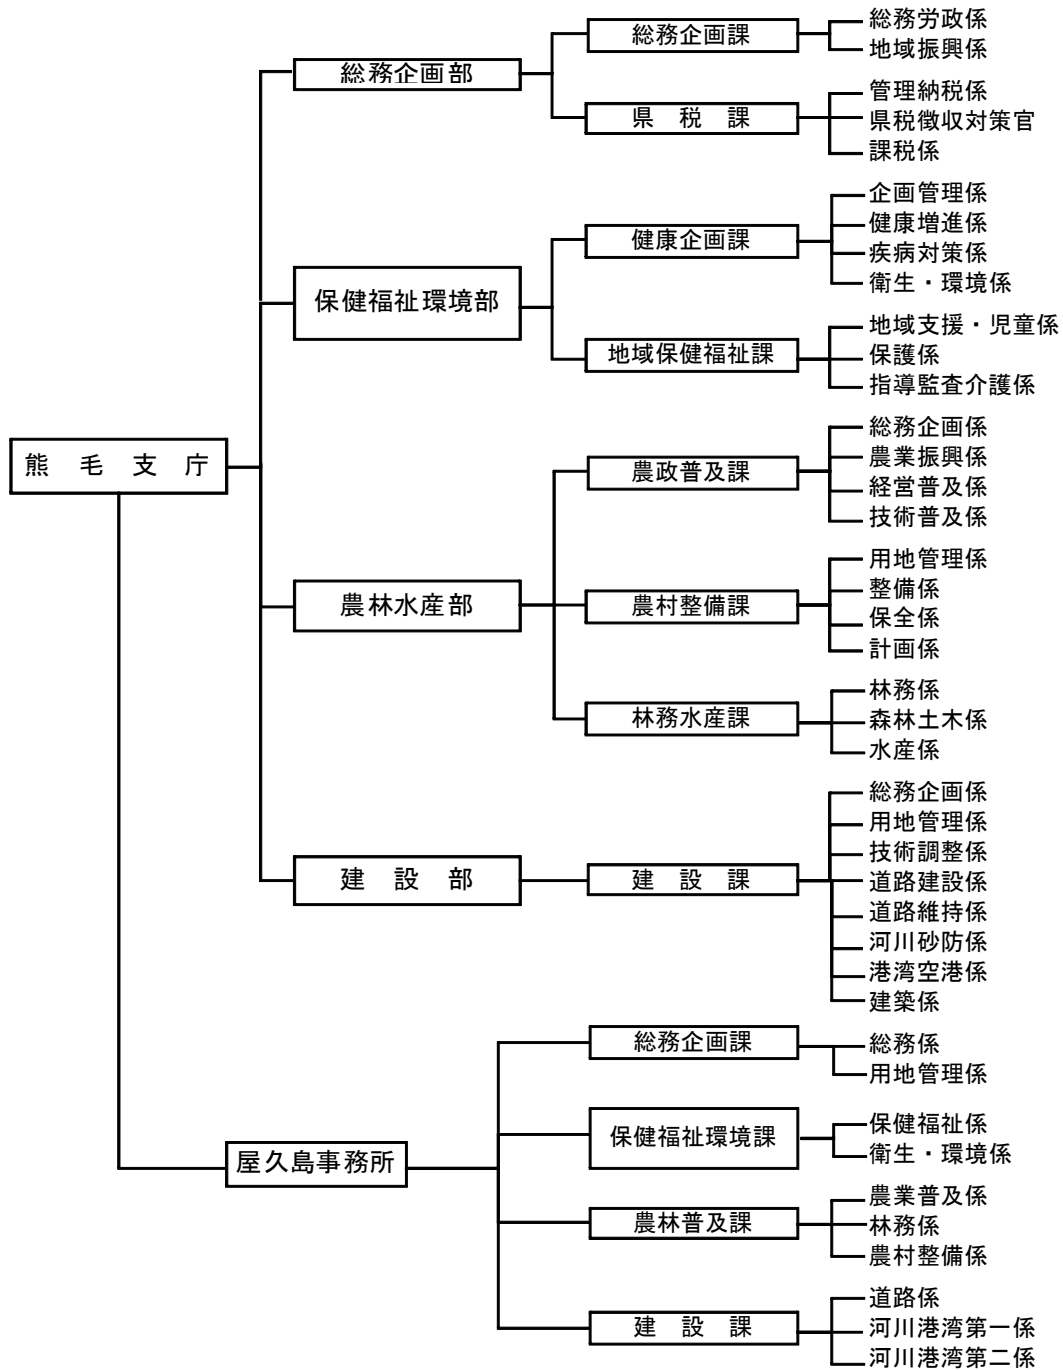 熊毛支庁
総務企画部
総務企画課
総務労政係
地域振興係
県税課
管理納税係
県税徴収対策官
課税係
保健福祉環境部
健康企画課
企画管理係
健康増進係
疾病対策係
衛生・環境係
地域保健福祉課
地域支援・児童係
保護係
指導監査介護係
農林水産部
農政普及課
総務企画係
農業振興係
経営普及係
技術普及係
農村整備課
用地管理係
整備係
保全係
計画係
林務水産課
林務係
森林土木係
水産係
建設部
建設課
総務企画係
用地管理係
技術調整係
道路建設係
道路維持係
河川砂防係
港湾空港係
建築係
屋久島事務所
総務企画課
総務係
用地管理係
保健福祉環境課
保健福祉係
衛生・環境係
農林普及課
農業普及係
林務係
農村整備係
建設課
道路係
河川港湾第一係
河川港湾第二係